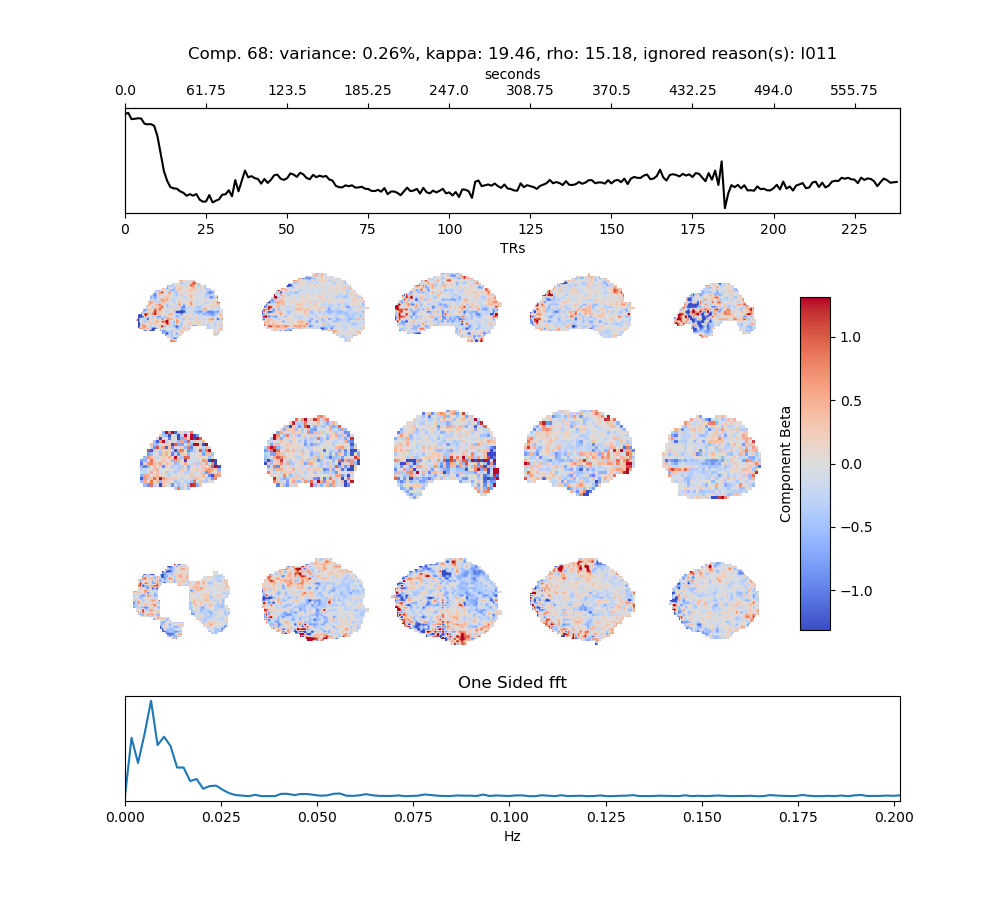 Comp. 68: variance: 0.26%, kappa: 19.46, rho: 15.18, ignored reason(s): I011
seconds
0.0 61.75 123.5 185.25 247.0 308.75 370.5 432.25 494.0 555.75
0 25 50 75 100 125 150 175 200 225
TRs
1.0
0.5
0.0
−0.5
−1.0
Component Beta
One Sided fft
0.000 0.025 0.050 0.075 0.100 0.125 0.150 0.175 0.200
Hz